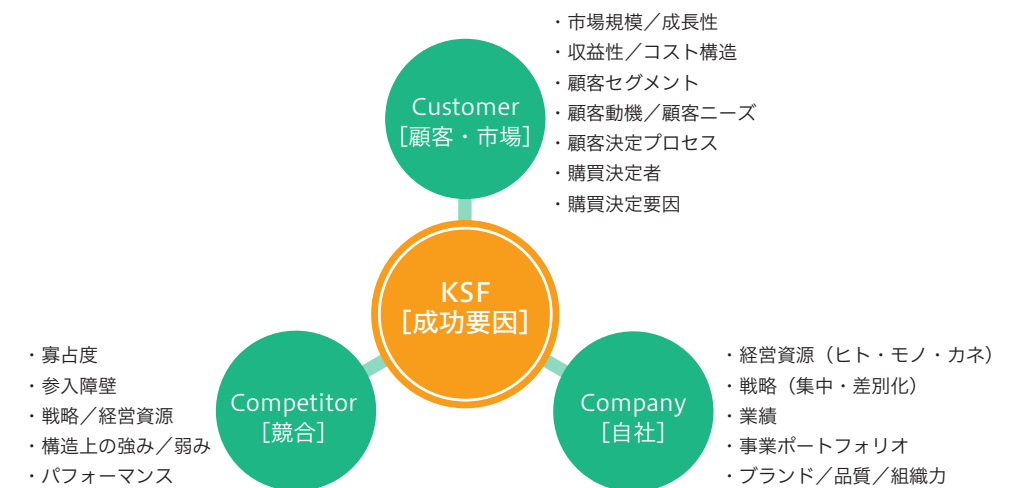 Customer
[顧客・市場]
・市場規模／成長性
・収益性／コスト構造
・顧客セグメント
・顧客動機／顧客ニーズ
・顧客決定プロセス
・購買決定者
・購買決定要因
KSF
[成功要因]
・寡占度
・参入障壁
・戦略／経営資源
・構造上の強み／弱み
・パフォーマンス
Competitor
[競合]
Company
[自社]
・経営資源（ヒト・モノ・カネ）
・戦略（集中・差別化）
・業績
・事業ポートフォリオ
・ブランド／品質／組織力